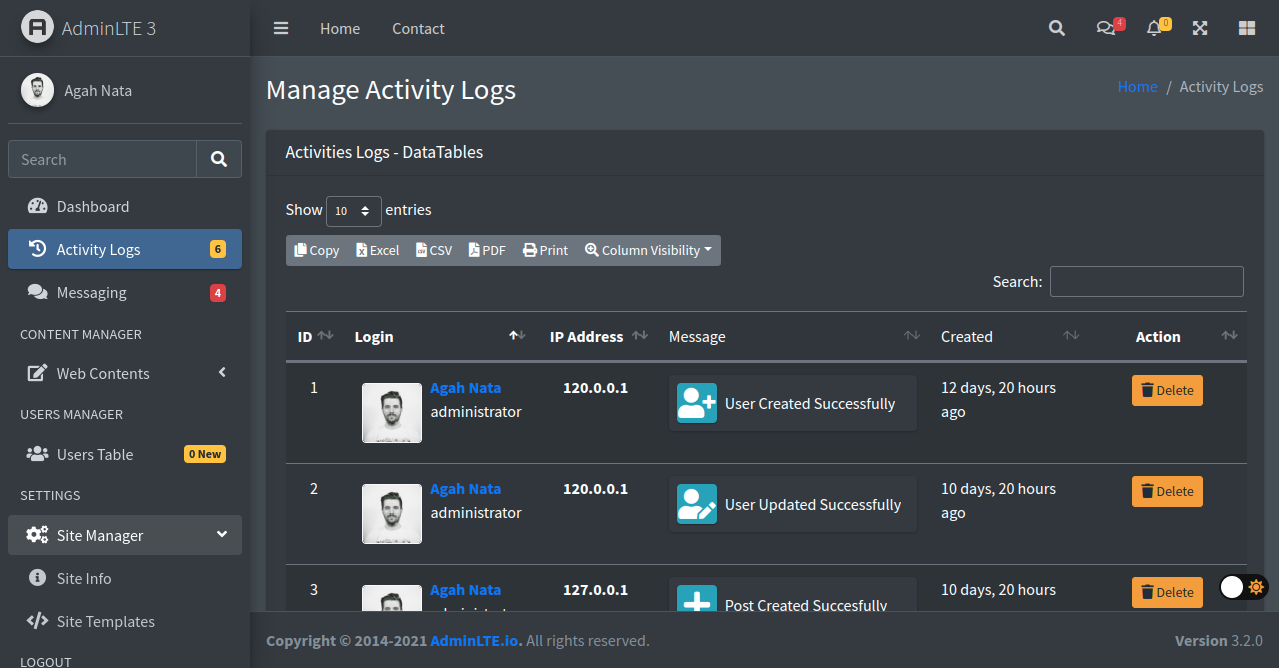 AdminLTE 3
Home
Contact
4
0
Agah Nata
Manage Activity Logs
Home / Activity Logs
Search
Dashboard
Activity Logs 6
Messaging 4
CONTENT MANAGER
Web Contents
USERS MANAGER
Users Table 0 New
SETTINGS
Site Manager
Site Info
Site Templates
LOGOUT
Activities Logs - DataTables
Show 10 entries
Copy Excel CSV PDF Print Column Visibility
Search:
ID Login IP Address Message Created Action
1 Agah Nata 120.0.0.1 User Created Successfully 12 days, 20 hours Delete
administrator ago
2 Agah Nata 120.0.0.1 User Updated Successfully 10 days, 20 hours Delete
administrator ago
3 Agah Nata 127.0.0.1 Post Created Succesfully 10 days, 20 hours Delete
Copyright © 2014-2021 AdminLTE.io. All rights reserved.
Version 3.2.0